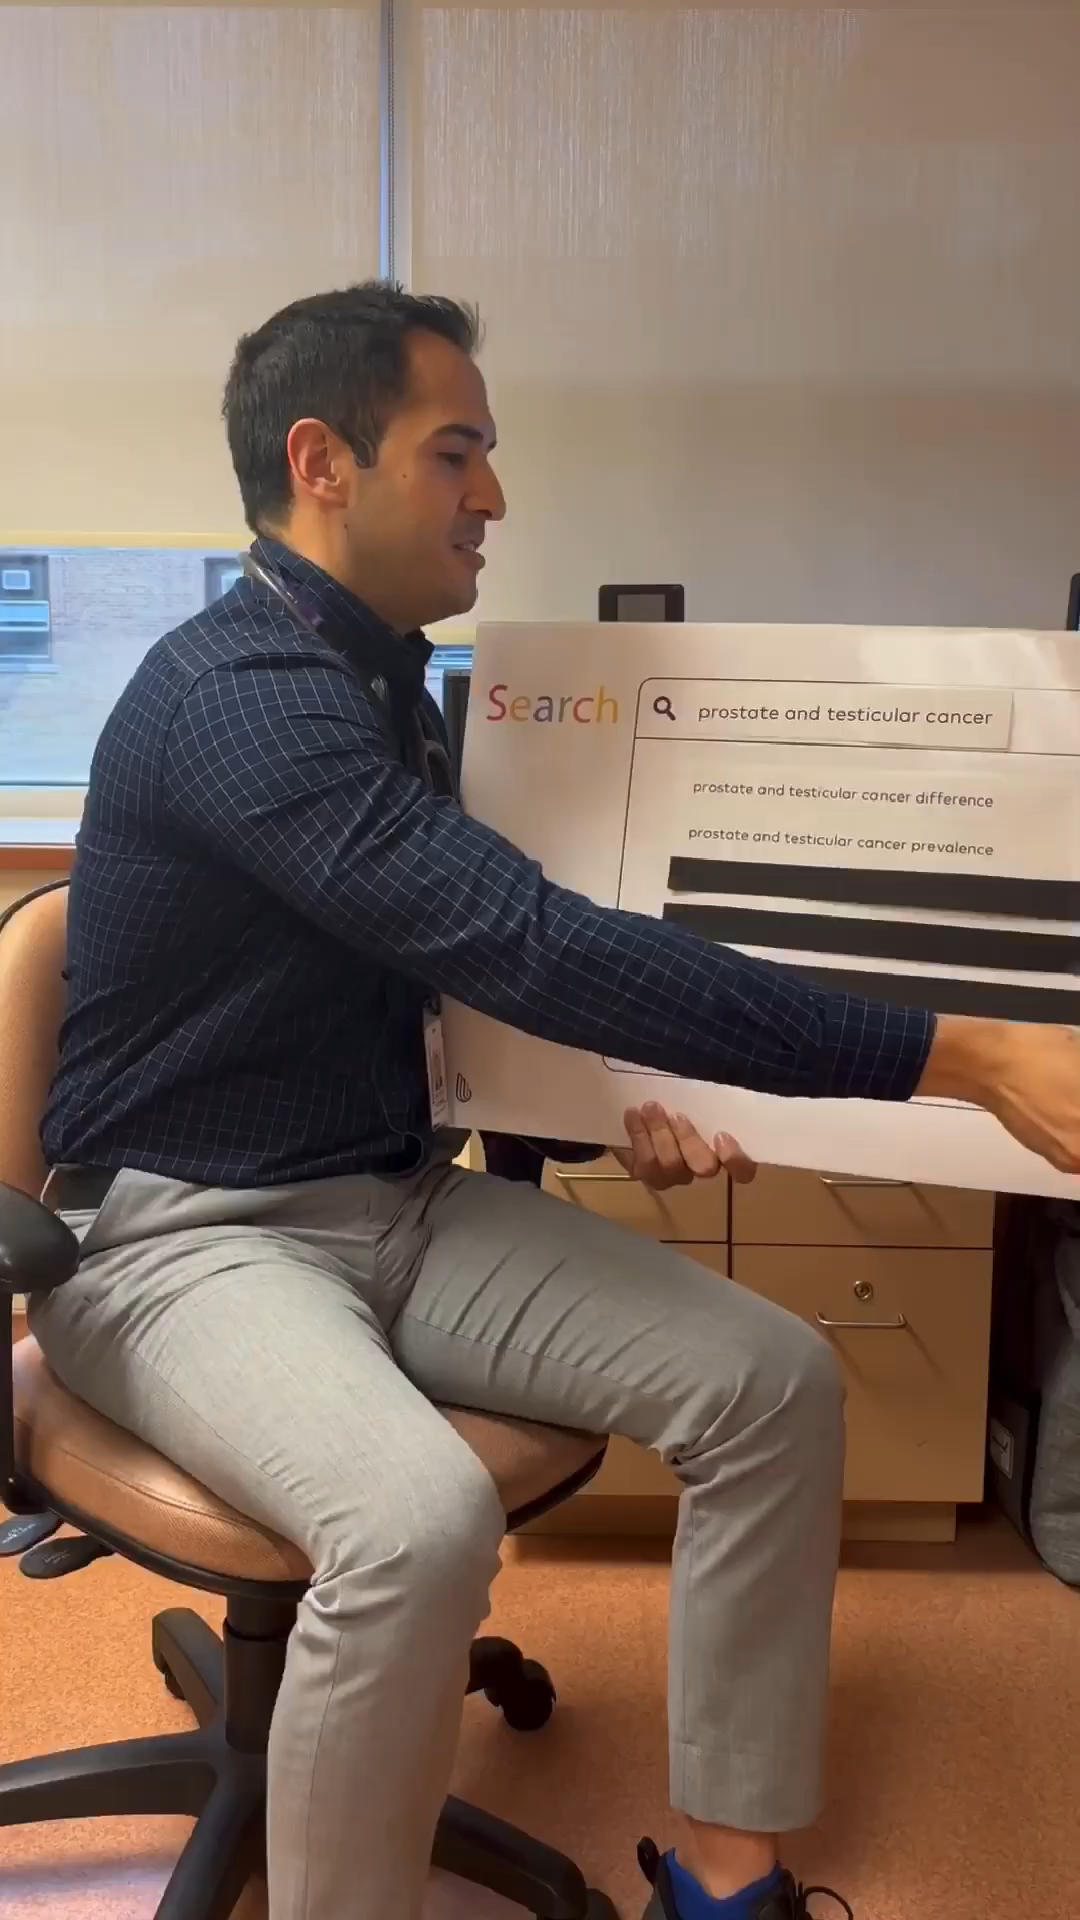 Search
prostate and testicular cancer
prostate and testicular cancer difference
prostate and testicular cancer prevalence